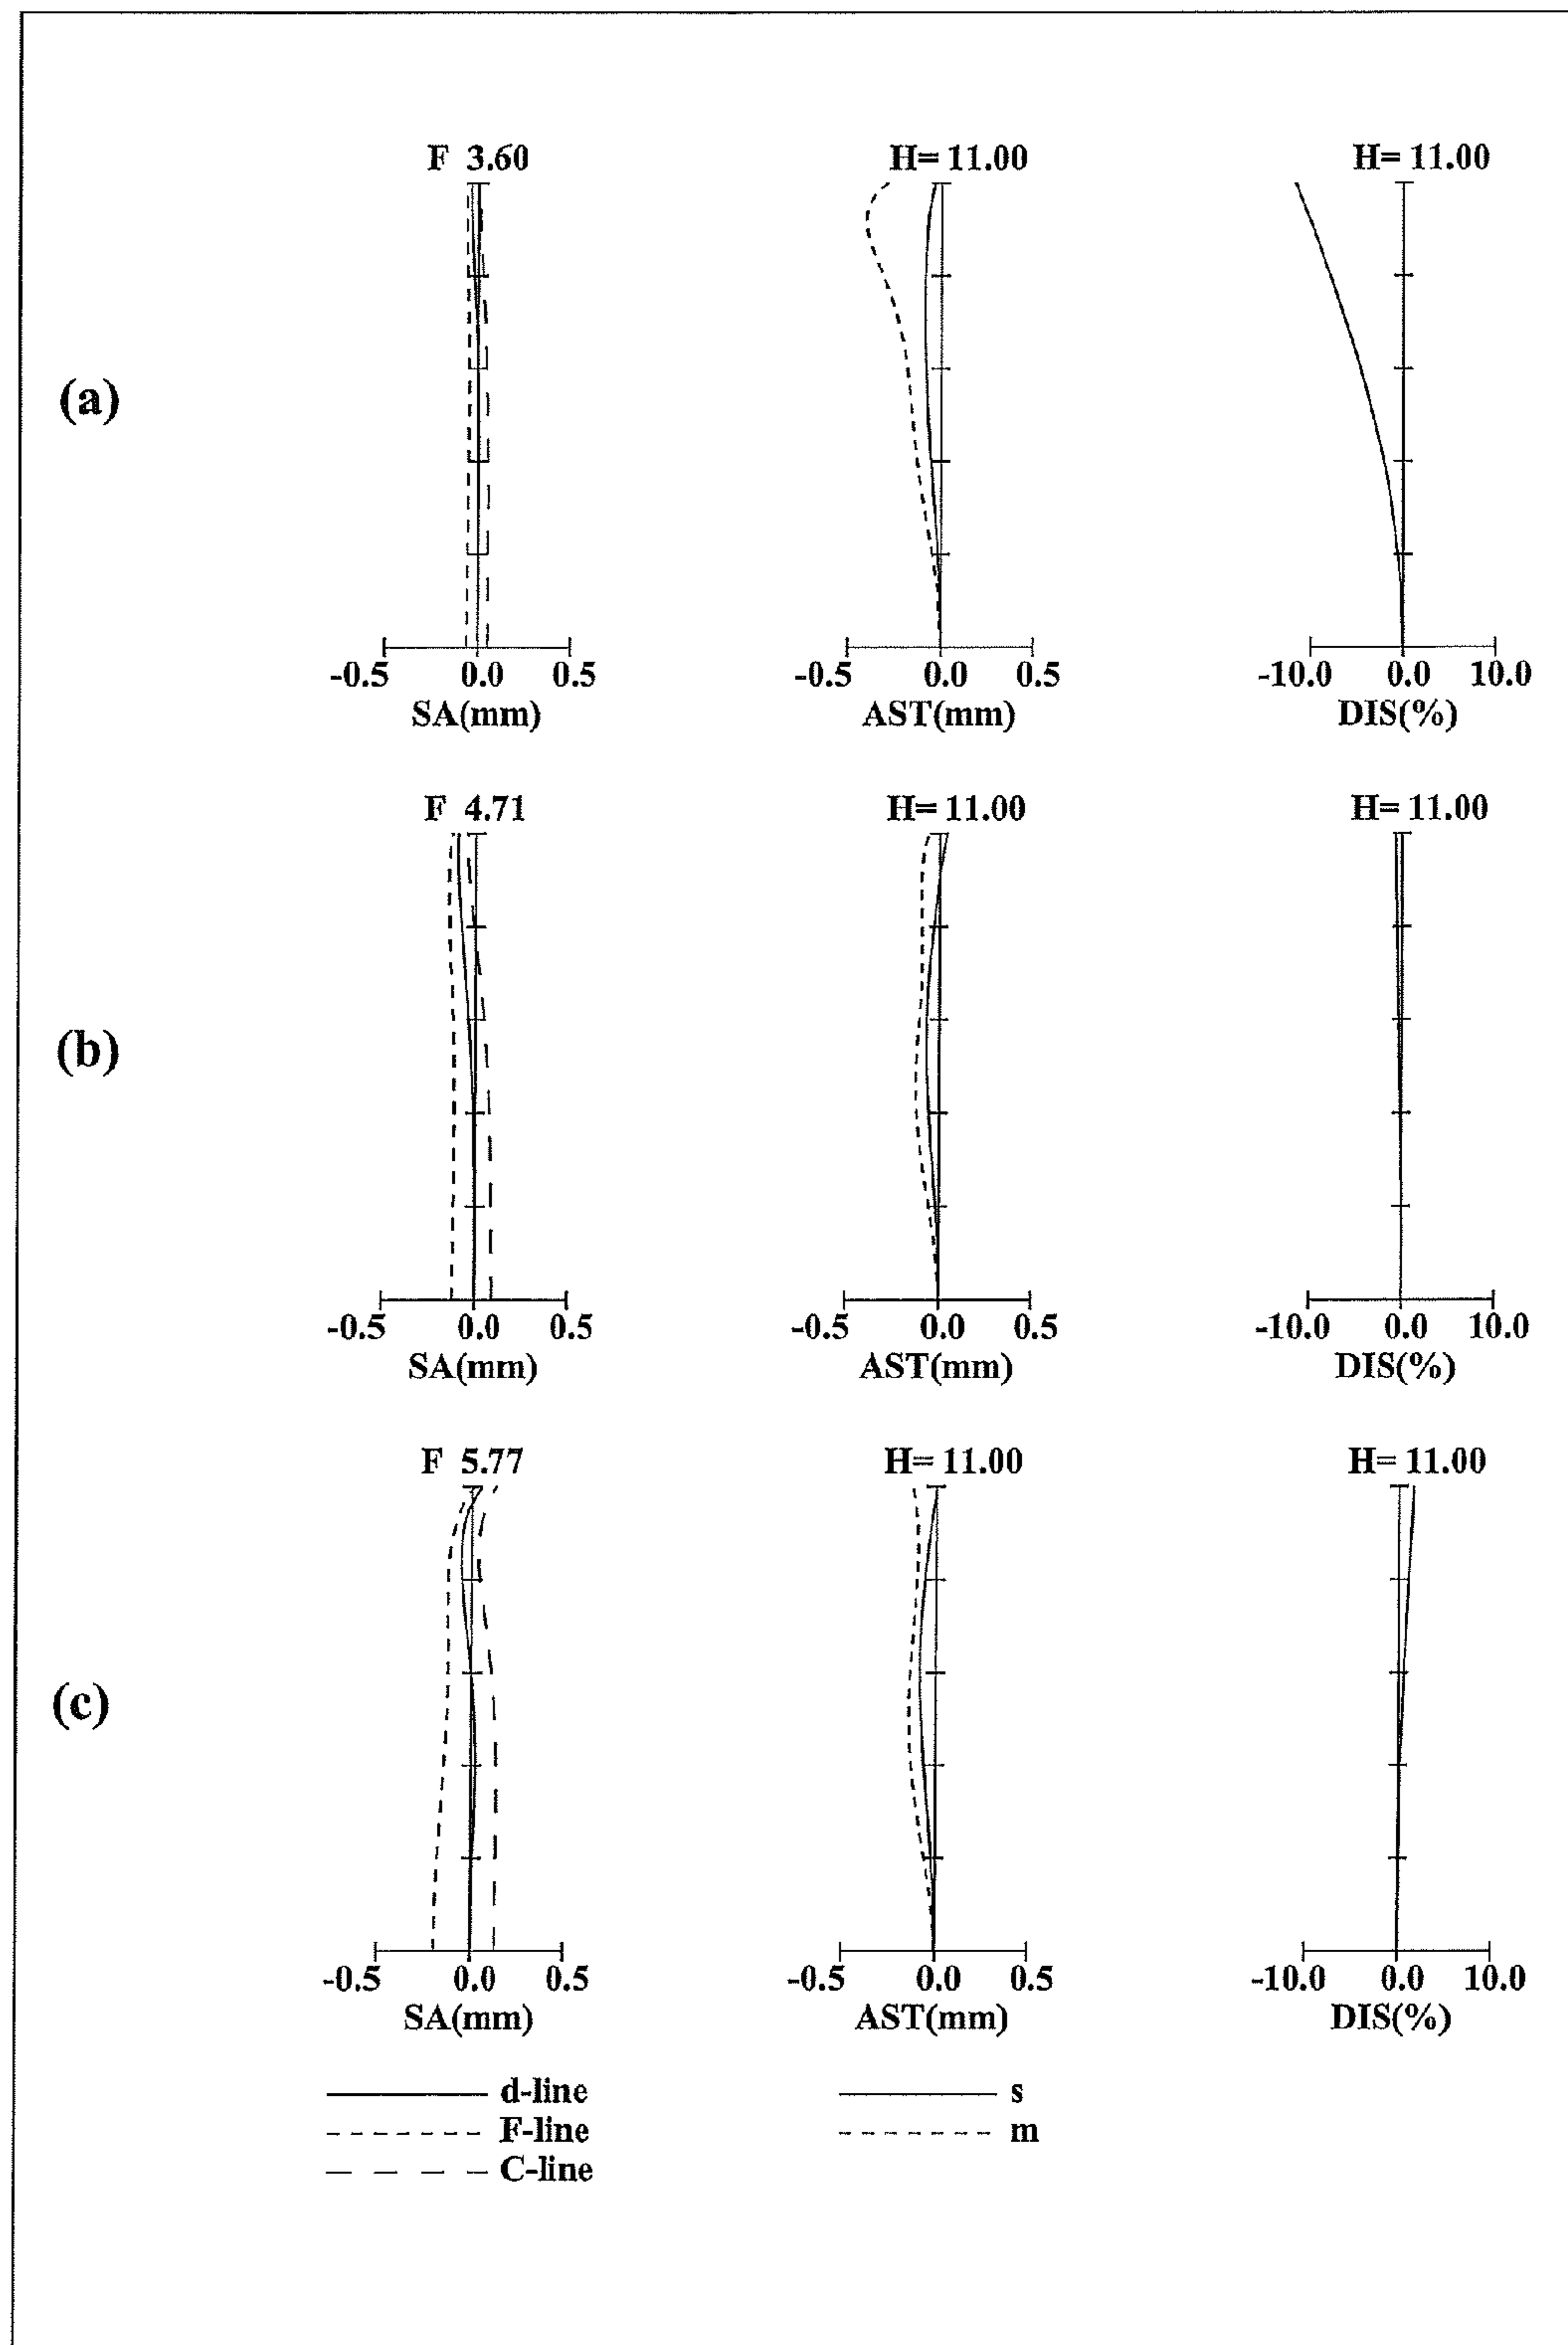 F 3.60 H= 11.00 H= 11.00
(a)
-0.5 0.0 0.5 -0.5 0.0 0.5 -10.0 0.0 10.0
SA(mm) AST(mm) DIS(%)
F 4.71 H= 11.00 H= 11.00
(b)
-0.5 0.0 0.5 -0.5 0.0 0.5 -10.0 0.0 10.0
SA(mm) AST(mm) DIS(%)
F 5.77 H= 11.00 H= 11.00
(c)
-0.5 0.0 0.5 -0.5 0.0 0.5 -10.0 0.0 10.0
SA(mm) AST(mm) DIS(%)
d-line s
F-line m
C-line